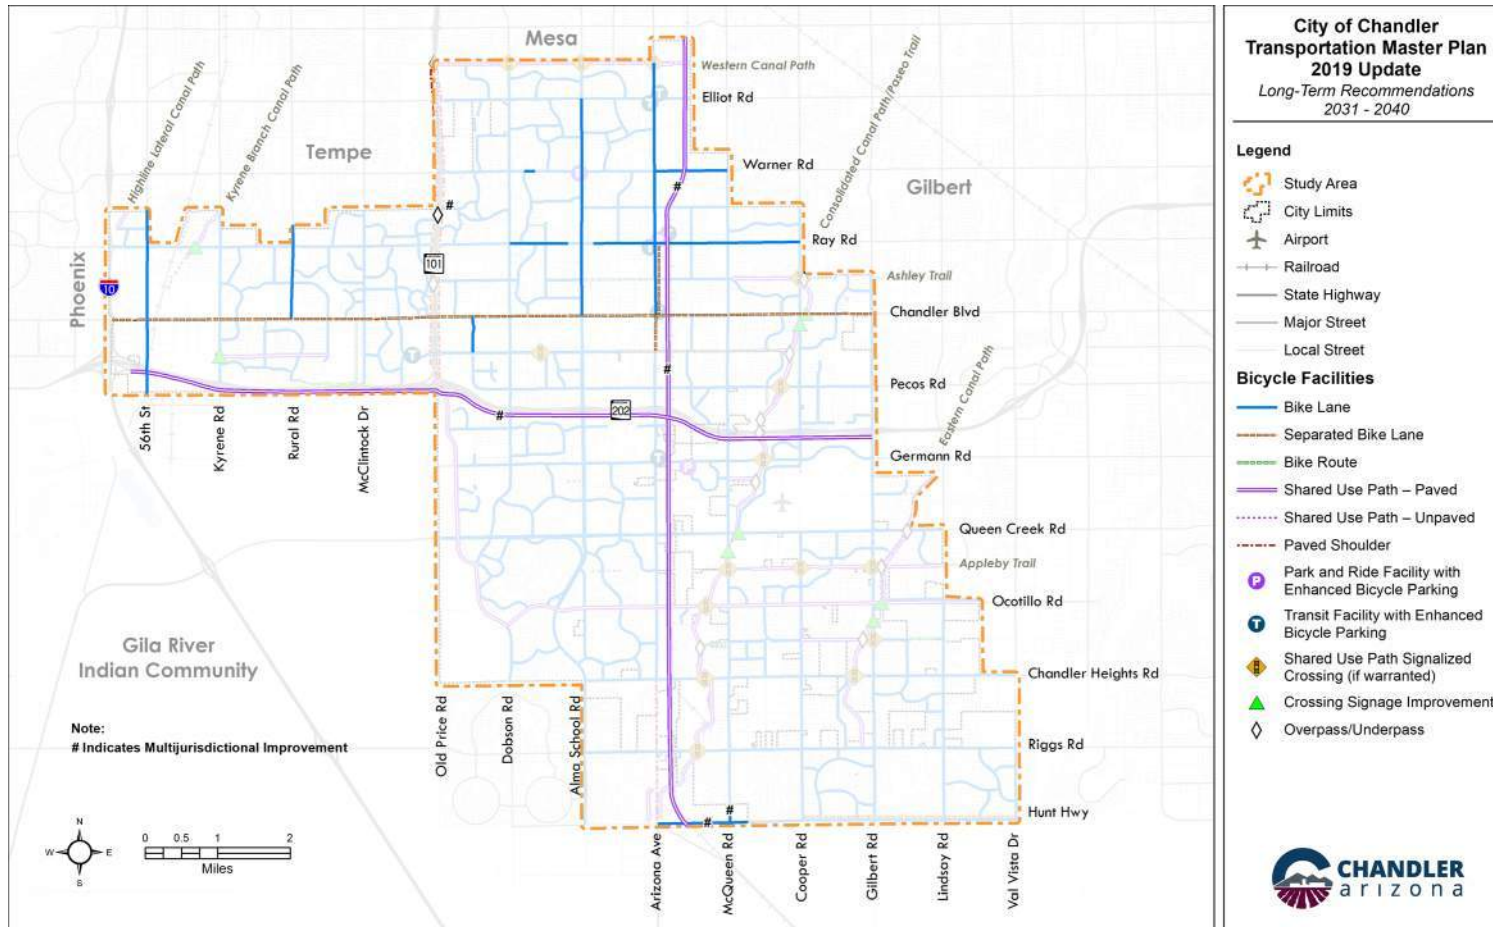 Mesa
Western Canal Path
Elliot Rd
Highline Lateral Canal Path
Kyrene Branch Canal Path
Consolidated Canal Path/Paseo Trail
Tempe
Warner Rd
Gilbert
#
#
Ray Rd
101
Phoenix
10
Ashley Trail
Chandler Blvd
T
#
Pecos Rd
Eastern Canal Path
202
#
56th St
Kyrene Rd
Rural Rd
McClintock Dr
Germann Rd
Queen Creek Rd
Appleby Trail
Ocotillo Rd
Gila River
Indian Community
Chandler Heights Rd
Old Price Rd
Dobson Rd
Alma School Rd
Note:
# Indicates Multijurisdictional Improvement
Riggs Rd
#
#
Hunt Hwy
N
W
E
S
0 0.5 1 2
Miles
Arizona Ave
McQueen Rd
Cooper Rd
Gilbert Rd
Lindsay Rd
Val Vista Dr
City of Chandler
Transportation Master Plan
2019 Update
Long-Term Recommendations
2031 - 2040
Legend
Study Area
City Limits
Airport
Railroad
State Highway
Major Street
Local Street
Bicycle Facilities
Bike Lane
Separated Bike Lane
Bike Route
Shared Use Path – Paved
Shared Use Path – Unpaved
Paved Shoulder
P Park and Ride Facility with
Enhanced Bicycle Parking
T Transit Facility with Enhanced
Bicycle Parking
Shared Use Path Signalized
Crossing (if warranted)
Crossing Signage Improvement
Overpass/Underpass
CHANDLER
arizona